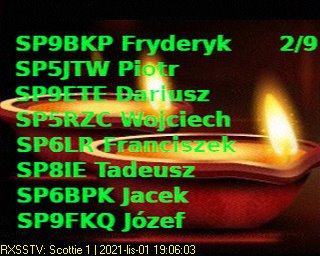 SP9BKP Fryderyk 2/9
SP5JTW Piotr
SP9ETE Dariusz
SP5RZC Wojciech
SP6LR Franciszek
SP8IE Tadeusz
SP6BPK Jacek
SP9FKQ Józef
RXSSTV: Scottie 1 | 2021-lis-01 19:06:03